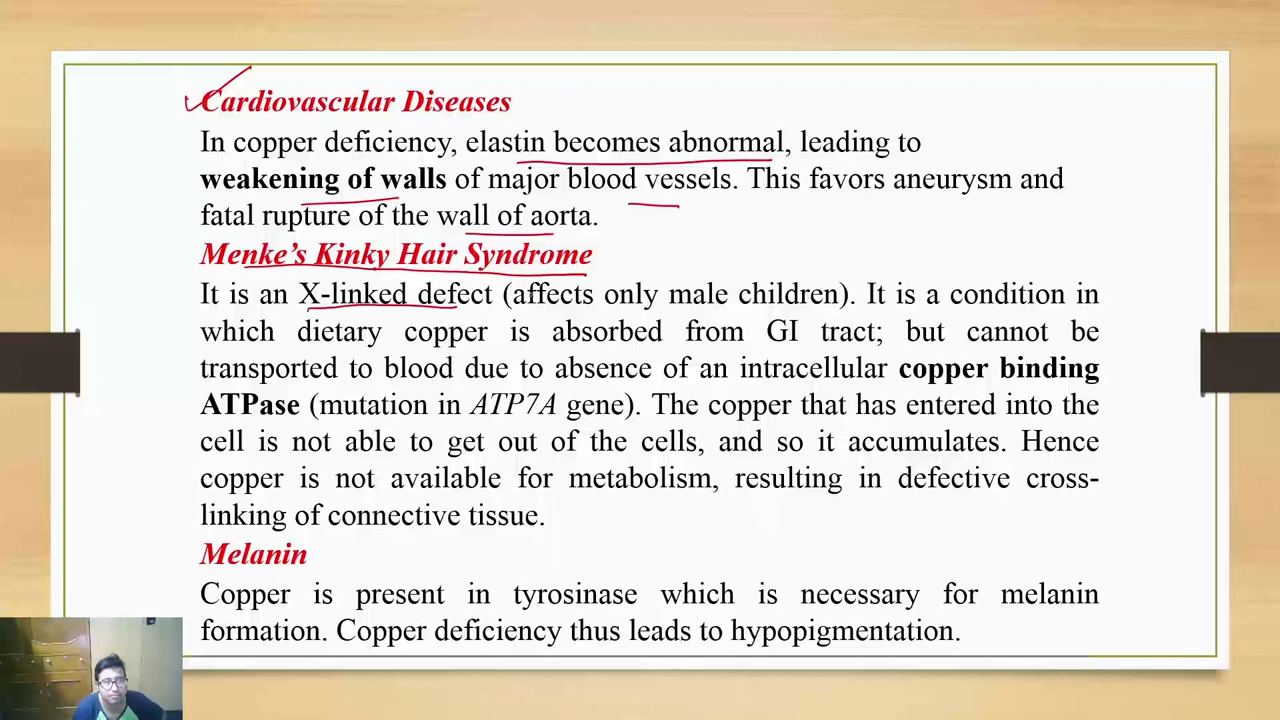 Cardiovascular Diseases
In copper deficiency, elastin becomes abnormal, leading to
weakening of walls of major blood vessels. This favors aneurysm and
fatal rupture of the wall of aorta.
Menke’s Kinky Hair Syndrome
It is an X-linked defect (affects only male children). It is a condition in
which dietary copper is absorbed from GI tract; but cannot be
transported to blood due to absence of an intracellular copper binding
ATPase (mutation in ATP7A gene). The copper that has entered into the
cell is not able to get out of the cells, and so it accumulates. Hence
copper is not available for metabolism, resulting in defective cross-
linking of connective tissue.
Melanin
Copper is present in tyrosinase which is necessary for melanin
formation. Copper deficiency thus leads to hypopigmentation.